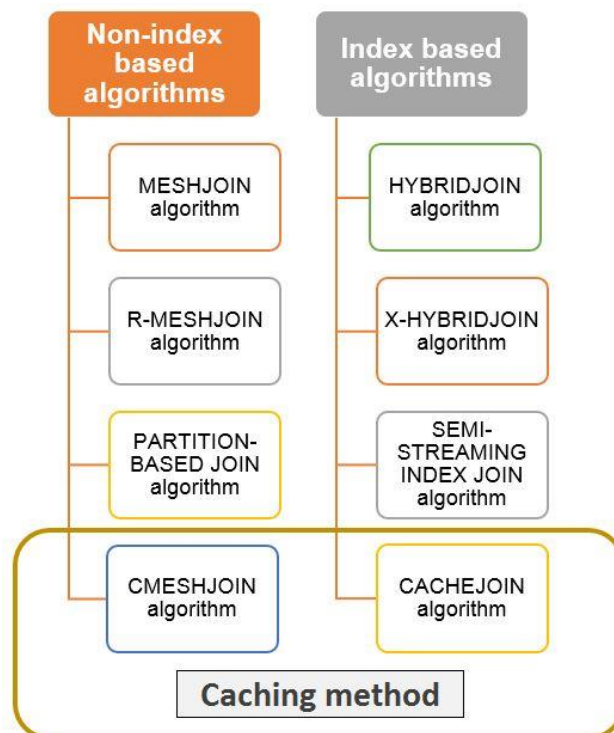 Non-index
based
algorithms
MESHJOIN
algorithm
R-MESHJOIN
algorithm
PARTITION-
BASED JOIN
algorithm
CMESHJOIN
algorithm
Index based
algorithms
HYBRIDJOIN
algorithm
X-HYBRIDJOIN
algorithm
SEMI-
STREAMING
INDEX JOIN
algorithm
CACHEJOIN
algorithm
Caching method